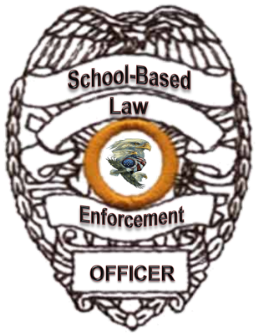 School-Based
Law
Enforcement
OFFICER